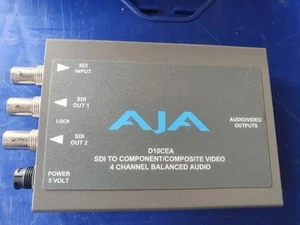 SDI
INPUT
SDI
OUT 1
LOCK
SDI
OUT 2
POWER
5 VOLT
AJA
AUDIO/VIDEO
OUTPUTS
D10CEA
SDI TO COMPONENT/COMPOSITE VIDEO
4 CHANNEL BALANCED AUDIO